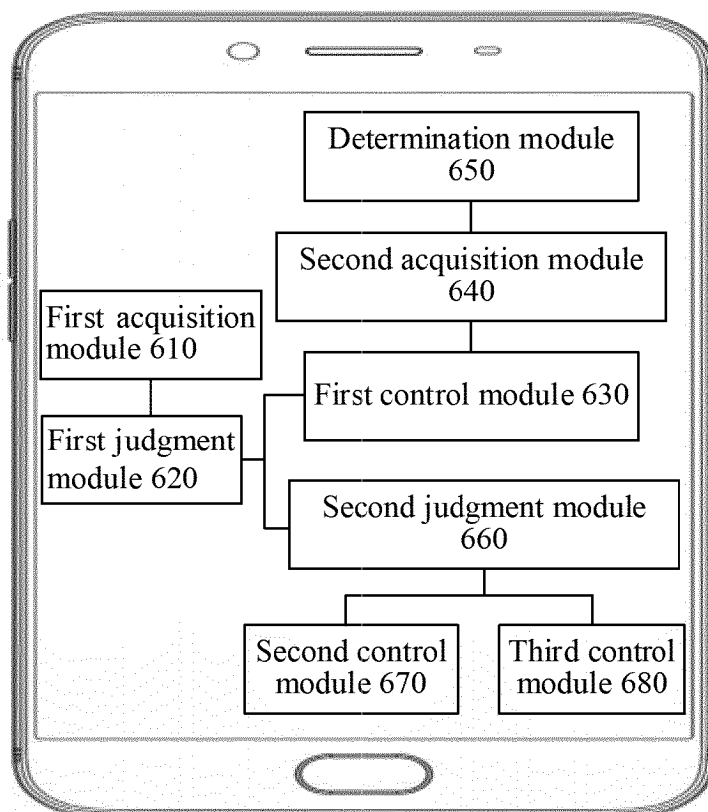 Determination module
650
Second acquisition module
640
First acquisition
module 610
First control module 630
First judgment
module 620
Second judgment module
660
Second control
module 670
Third control
module 680